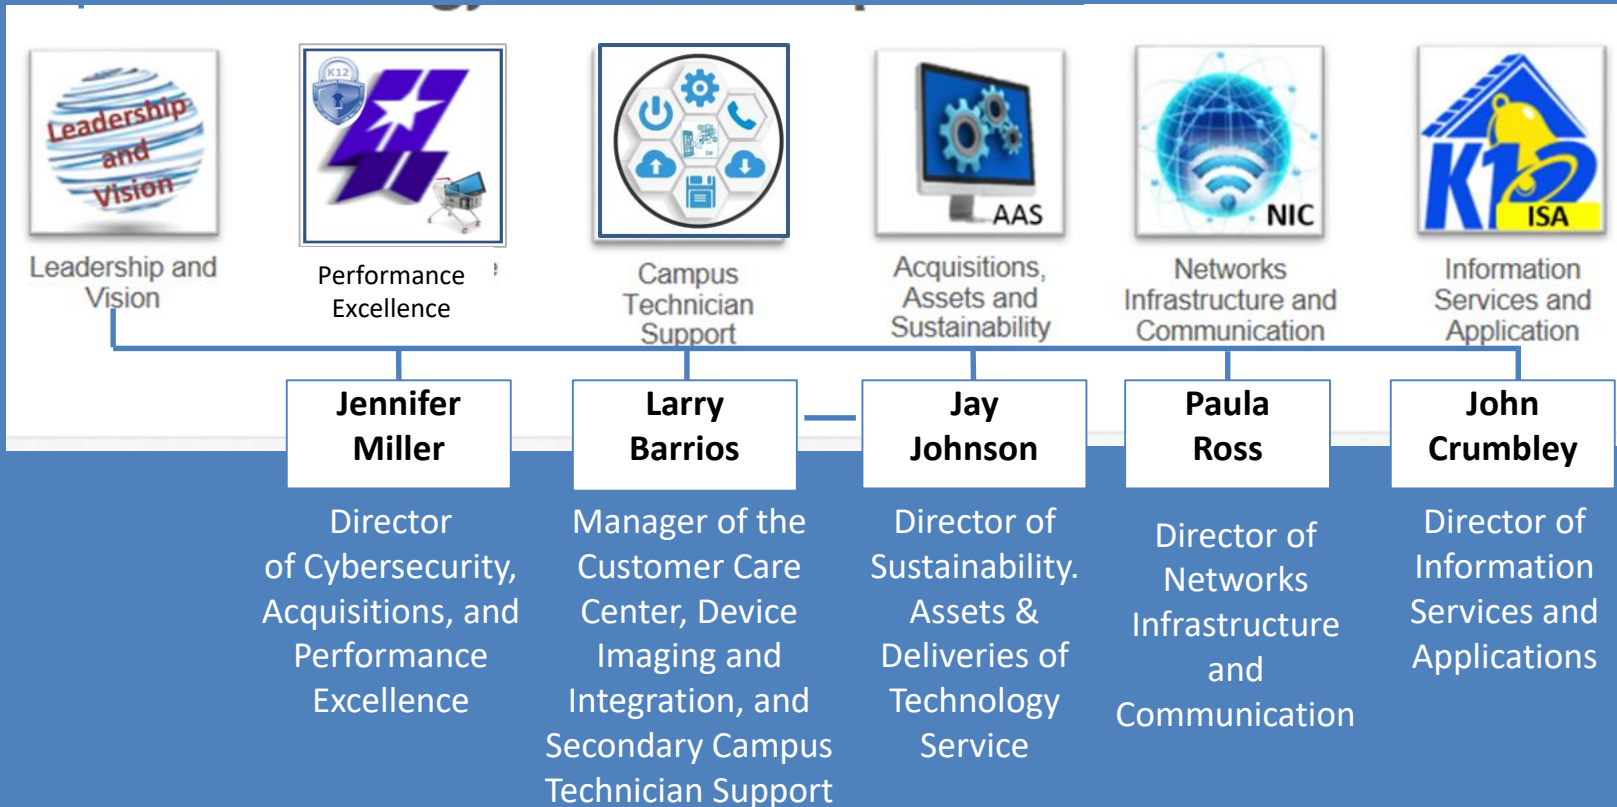 Leadership
and
Vision
K12
AAS
NIC
K12
ISA
Leadership and
Vision
Performance
Excellence
Campus
Technician
Support
Acquisitions,
Assets and
Sustainability
Networks
Infrastructure and
Communication
Information
Services and
Application
Jennifer
Miller
Larry
Barrios
Jay
Johnson
Paula
Ross
John
Crumbley
Director
of Cybersecurity,
Acquisitions, and
Performance
Excellence
Manager of the
Customer Care
Center, Device
Imaging and
Integration, and
Secondary Campus
Technician Support
Director of
Sustainability.
Assets &
Deliveries of
Technology
Service
Director of
Networks
Infrastructure
and
Communication
Director of
Information
Services and
Applications